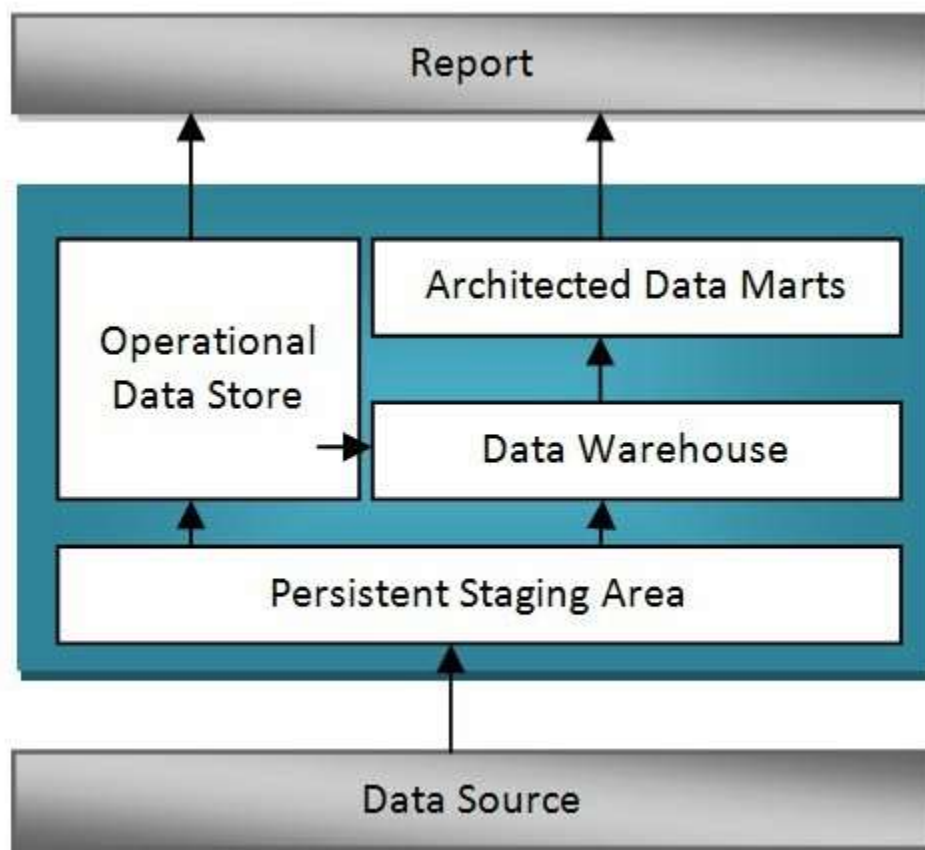 Report
Architected Data Marts
Operational
Data Store
Data Warehouse
Persistent Staging Area
Data Source